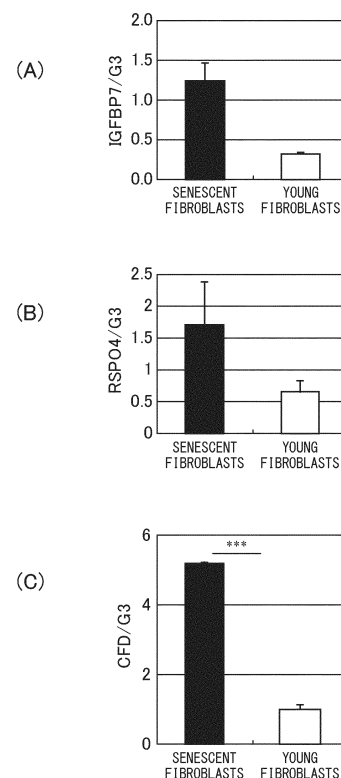 (A)
IGFBP7/G3
2.0
1.5
1.0
0.5
0.0
SENESCENT YOUNG
FIBROBLASTS FIBROBLASTS
(B)
RSPO4/G3
2.5
2
1.5
1
0.5
0
SENESCENT YOUNG
FIBROBLASTS FIBROBLASTS
(C)
CFD/G3
6
4
2
0
***
SENESCENT YOUNG
FIBROBLASTS FIBROBLASTS